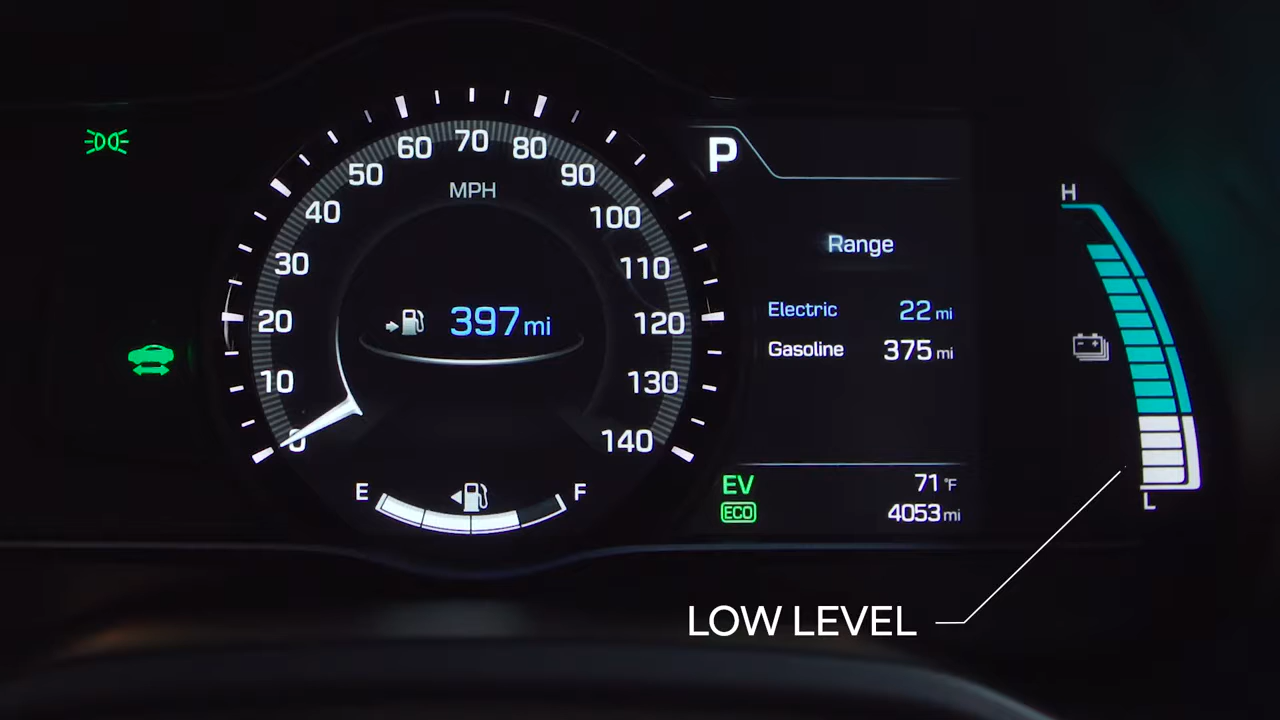 P
60 70 80
50 MPH 90
40 100
30 110
20 120
10 130
0 140
397 mi
E F
Range
Electric 22 mi
Gasoline 375 mi
EV 71 °F
ECO 4053 mi
H
L
LOW LEVEL